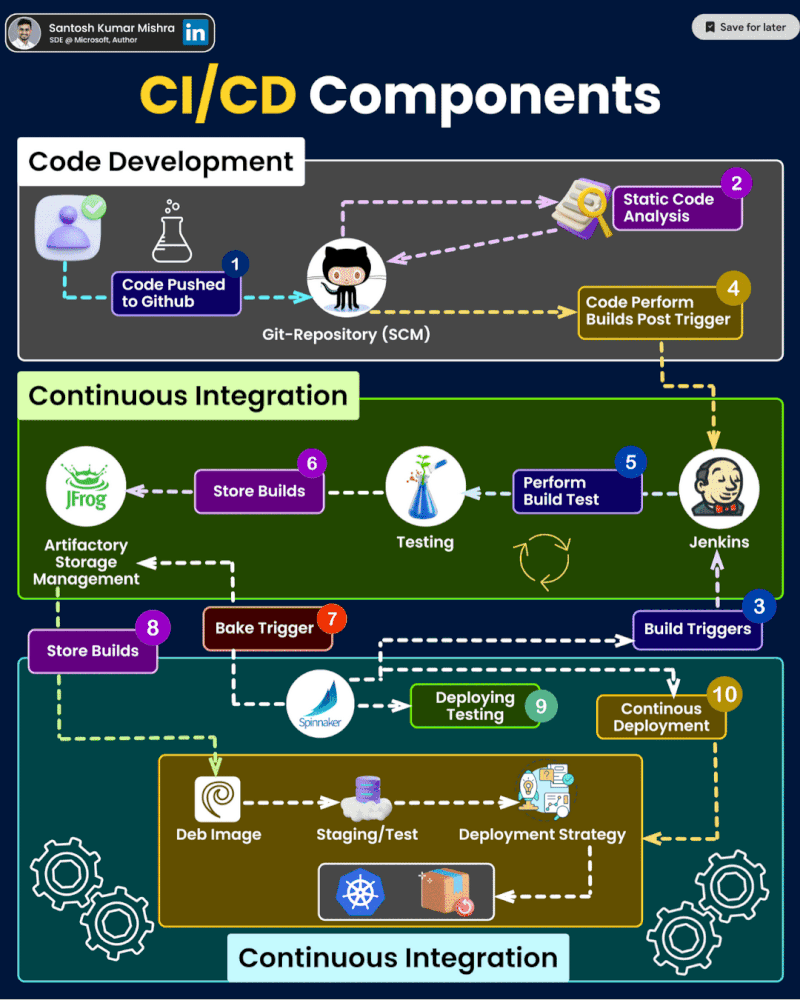 Santosh Kumar Mishra
SDE @ Microsoft, Author
in
Save for later
CI/CD Components
Code Development
1
Code Pushed
to Github
Git-Repository (SCM)
2
Static Code
Analysis
4
Code Perform
Builds Post Trigger
Continuous Integration
JFrog
Artifactory
Storage
Management
6
Store Builds
Testing
5
Perform
Build Test
Jenkins
8
Store Builds
7
Bake Trigger
3
Build Triggers
Spinnaker
9
Deploying
Testing
10
Continous
Deployment
Deb Image
Staging/Test
Deployment Strategy
Continuous Integration